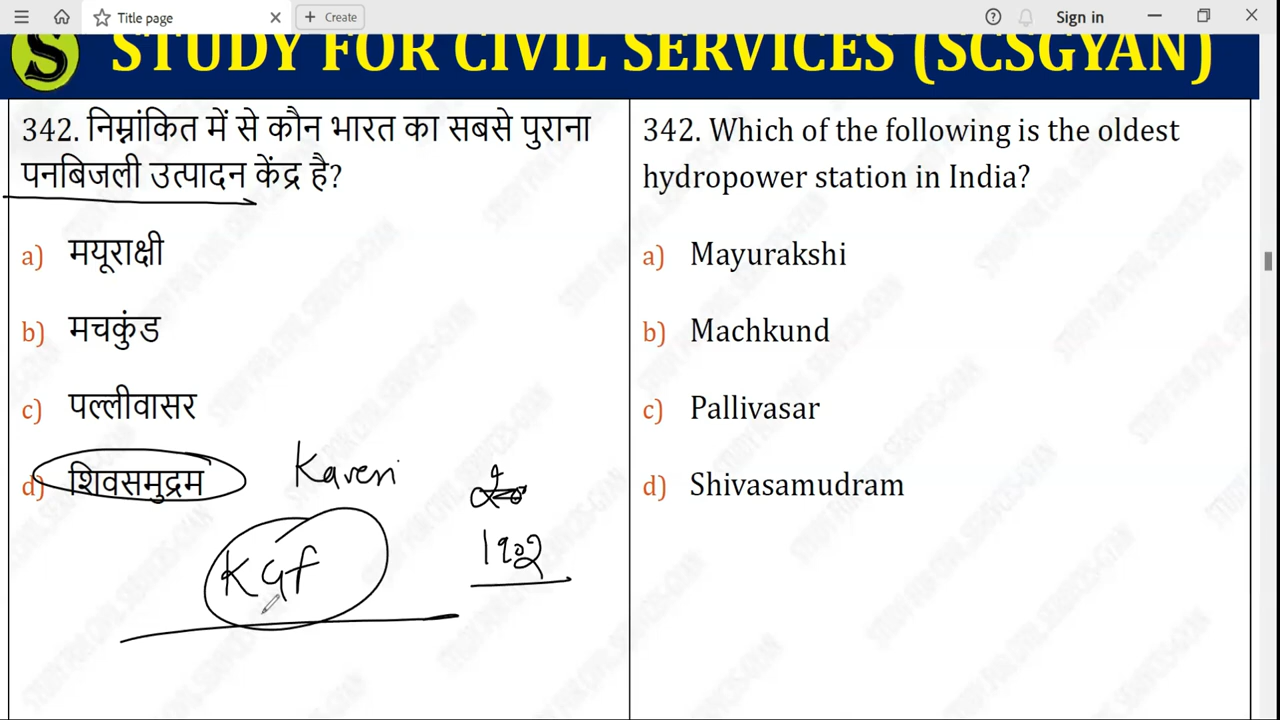 Title page
Create
Sign in
S STUDY FOR CIVIL SERVICES (SCSGYAN)
342. निम्नांकित में से कौन भारत का सबसे पुराना
पनबिजली उत्पादन केंद्र है?
a) मयूराक्षी
b) मचकुंड
c) पल्लीवासर
d) शिवसमुद्रम
Kaveri
1902
KGF
342. Which of the following is the oldest
hydropower station in India?
a) Mayurakshi
b) Machkund
c) Pallivasar
d) Shivasamudram